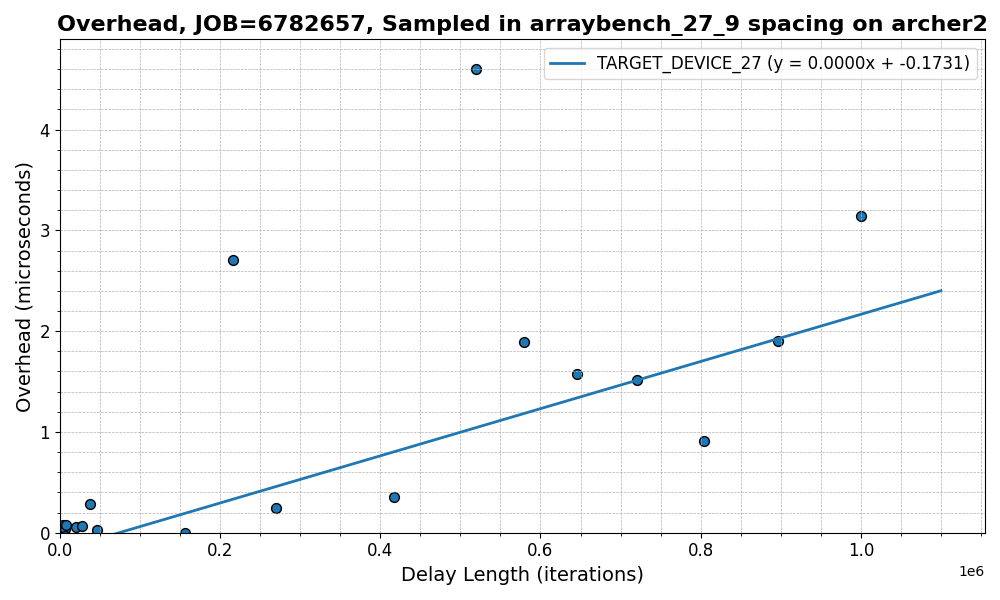 Overhead, JOB=6782657, Sampled in arraybench_27_9 spacing on archer2
TARGET_DEVICE_27 (y = 0.0000x + -0.1731)
Overhead (microseconds)
4
3
2
1
0
0.0 0.2 0.4 0.6 0.8 1.0
1e6
Delay Length (iterations)